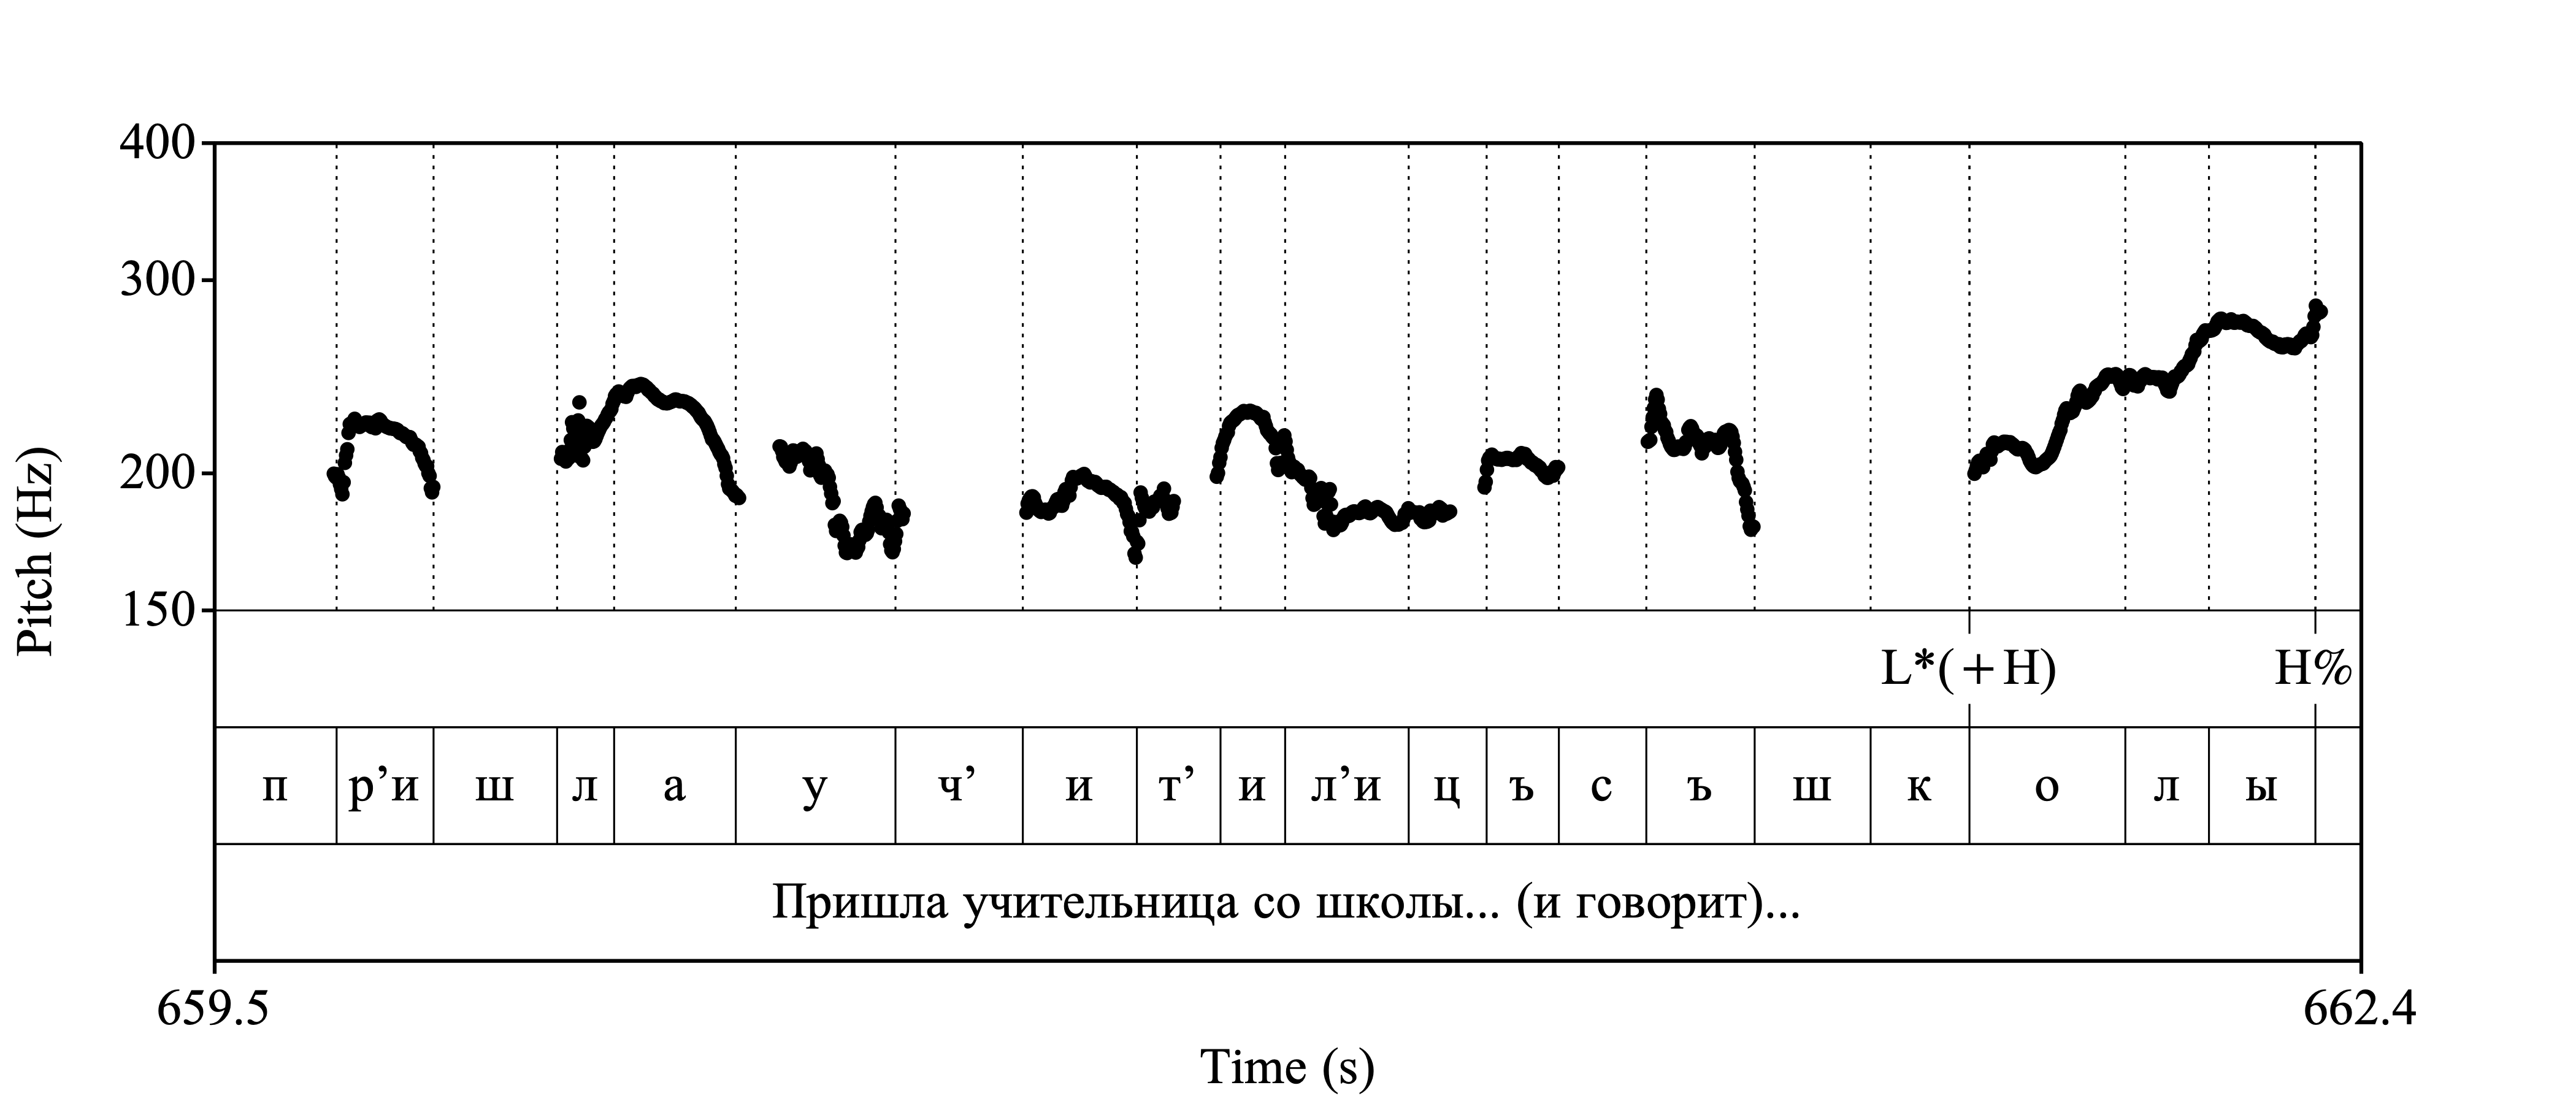 400
300
200
150
Pitch (Hz)
L*(+H) H%
п р’и ш л а у ч’ и т’ и л’и ц ъ с ъ ш к о л ы
Пришла учительница со школы... (и говорит)...
659.5 662.4
Time (s)